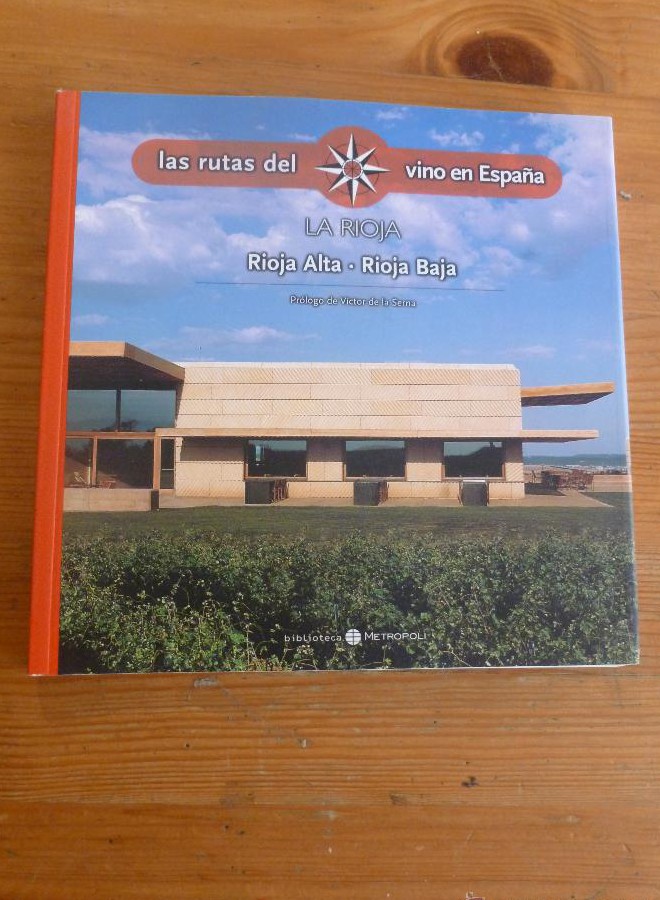 las rutas del vino en España
LA RIOJA
Rioja Alta · Rioja Baja
Prólogo de Víctor de la Serna
biblioteca METROPOLI